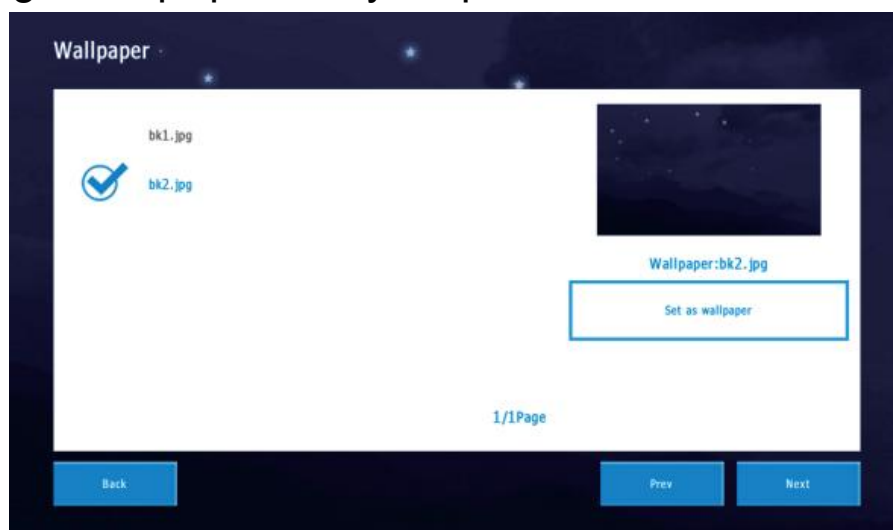 Wallpaper
bk1.jpg
bk2.jpg
Wallpaper:bk2.jpg
Set as wallpaper
1/1Page
Back
Prev
Next